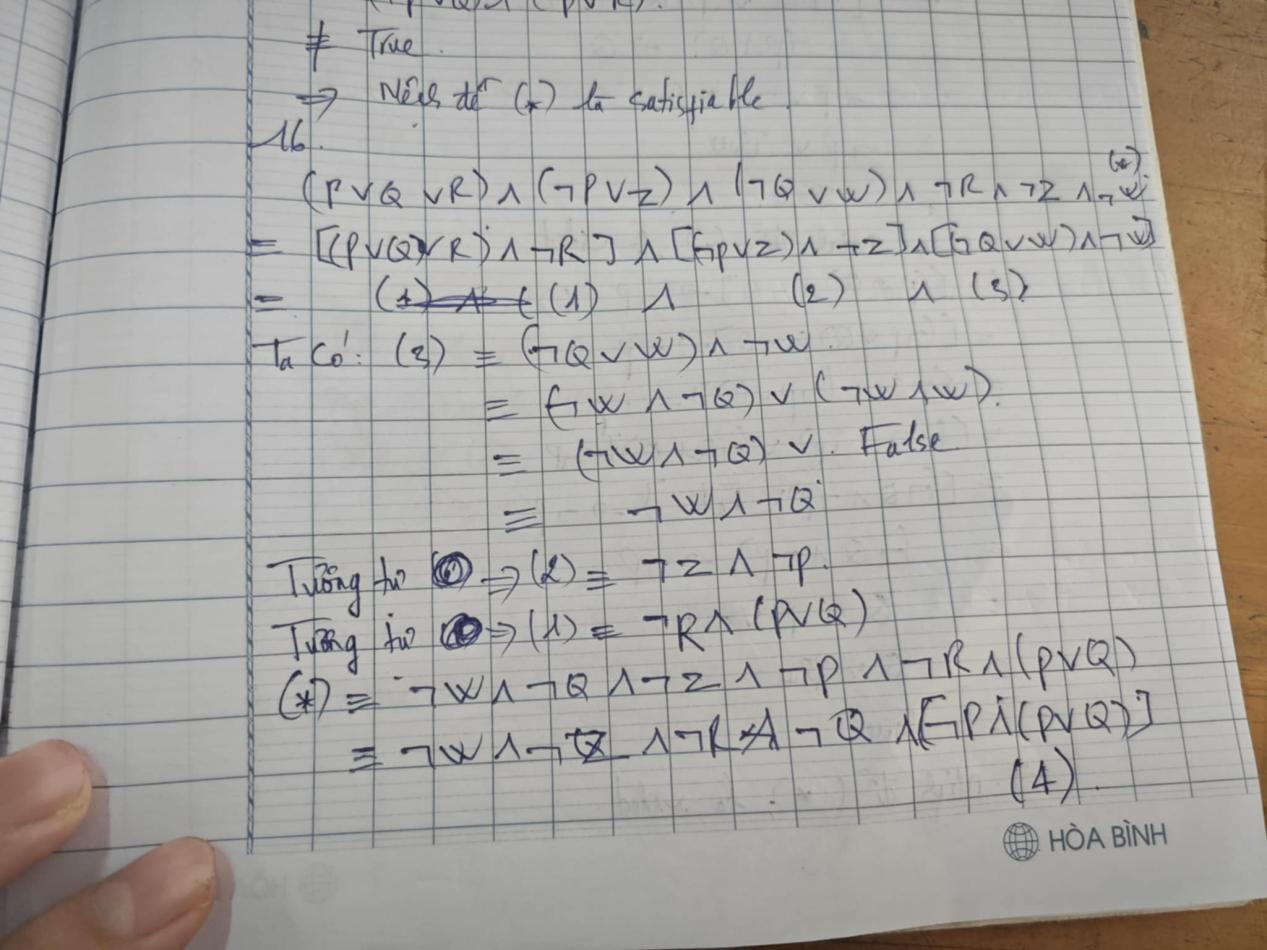 ≠ True.
⇒ Mệnh đề (*) là satisfiable
16.
(P ∨ Q ∨ R) ∧ (¬P ∨ Z) ∧ (¬Q ∨ W) ∧ ¬R ∧ ¬Z ∧ ¬W (*)
≡ [(P ∨ Q) ∨ R) ∧ ¬R] ∧ [(¬P ∨ Z) ∧ ¬Z] ∧ [(¬Q ∨ W) ∧ ¬W]
≡ (1) ∧ (2) ∧ (3)
Ta có: (3) ≡ (¬Q ∨ W) ∧ ¬W.
≡ (¬W ∧ ¬Q) ∨ (¬W ∧ W).
≡ (¬W ∧ ¬Q) ∨ False
≡ ¬W ∧ ¬Q
Tương tự ⇒ (2) ≡ ¬Z ∧ ¬P.
Tương tự ⇒ (1) ≡ ¬R ∧ (P ∨ Q)
(*) ≡ ¬W ∧ ¬Q ∧ ¬Z ∧ ¬P ∧ ¬R ∧ (P ∨ Q)
≡ ¬W ∧ ¬Z ∧ ¬R ∧ ¬Q ∧ [¬P ∧ (P ∨ Q)]
(4).
HÒA BÌNH